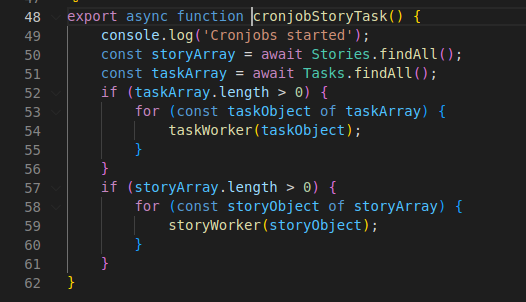 48 export async function cronjobStoryTask() {
49     console.log('Cronjobs started');
50     const storyArray = await Stories.findAll();
51     const taskArray = await Tasks.findAll();
52     if (taskArray.length > 0) {
53         for (const taskObject of taskArray) {
54             taskWorker(taskObject);
55         }
56     }
57     if (storyArray.length > 0) {
58         for (const storyObject of storyArray) {
59             storyWorker(storyObject);
60         }
61     }
62 }